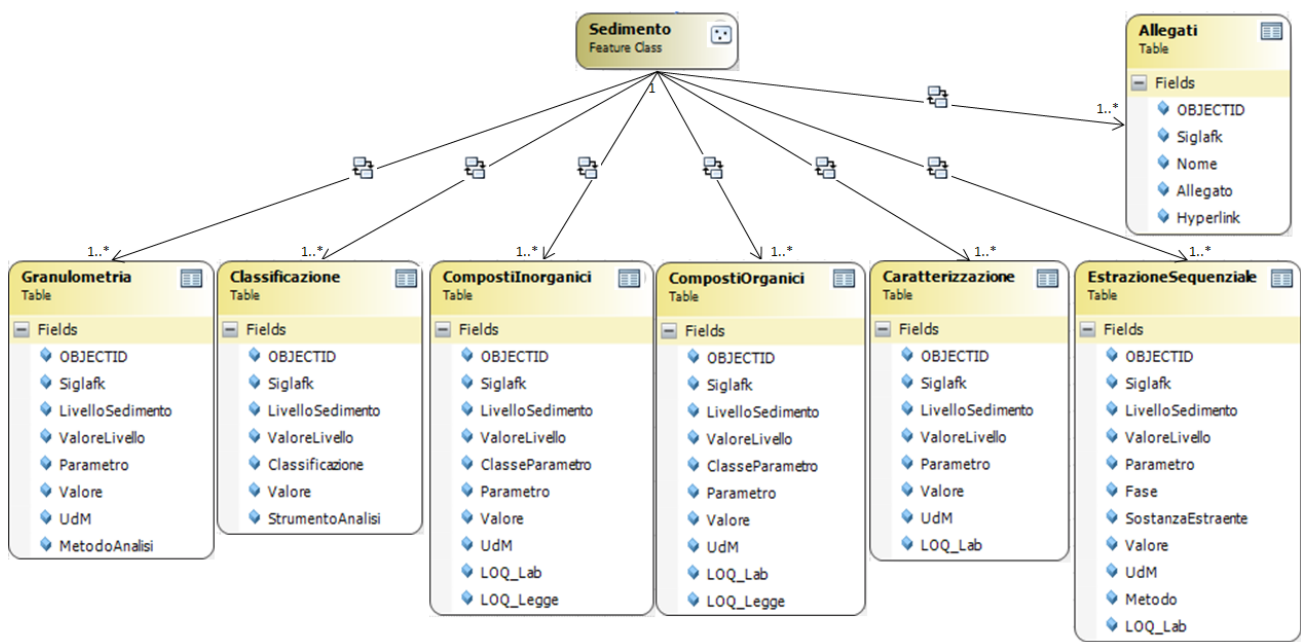 Sedimento
Feature Class
Allegati
Table
Fields
OBJECTID
Siglafk
Nome
Allegato
Hyperlink
1
1..*
1..*
1..*
1..*
1..*
1..*
1..*
Granulometria
Table
Fields
OBJECTID
Siglafk
LivelloSedimento
ValoreLivello
Parametro
Valore
UdM
MetodoAnalisi
Classificazione
Table
Fields
OBJECTID
Siglafk
LivelloSedimento
ValoreLivello
Classificazione
Valore
StrumentoAnalisi
CompostiInorganici
Table
Fields
OBJECTID
Siglafk
LivelloSedimento
ValoreLivello
ClasseParametro
Parametro
Valore
UdM
LOQ_Lab
LOQ_Legge
CompostiOrganici
Table
Fields
OBJECTID
Siglafk
LivelloSedimento
ValoreLivello
ClasseParametro
Parametro
Valore
UdM
LOQ_Lab
LOQ_Legge
Caratterizzazione
Table
Fields
OBJECTID
Siglafk
LivelloSedimento
ValoreLivello
Parametro
Valore
UdM
LOQ_Lab
EstrazioneSequenziale
Table
Fields
OBJECTID
Siglafk
LivelloSedimento
ValoreLivello
Parametro
Fase
SostanzaEstraente
Valore
UdM
Metodo
LOQ_Lab